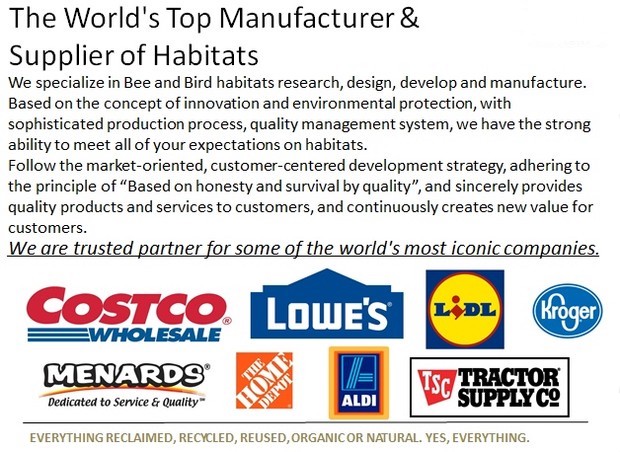 The World's Top Manufacturer &
Supplier of Habitats
We specialize in Bee and Bird habitats research, design, develop and manufacture.
Based on the concept of innovation and environmental protection, with
sophisticated production process, quality management system, we have the strong
ability to meet all of your expectations on habitats.
Follow the market-oriented, customer-centered development strategy, adhering to
the principle of “Based on honesty and survival by quality”, and sincerely provides
quality products and services to customers, and continuously creates new value for
customers.
We are trusted partner for some of the world's most iconic companies.
COSTCO®
WHOLESALE
LOWE'S®
LiDL
Kroger
MENARDS®
Dedicated to Service & Quality™
THE
HOME
DEPOT
ALDI
TSC TRACTOR
SUPPLY CO
EVERYTHING RECLAIMED, RECYCLED, REUSED, ORGANIC OR NATURAL. YES, EVERYTHING.